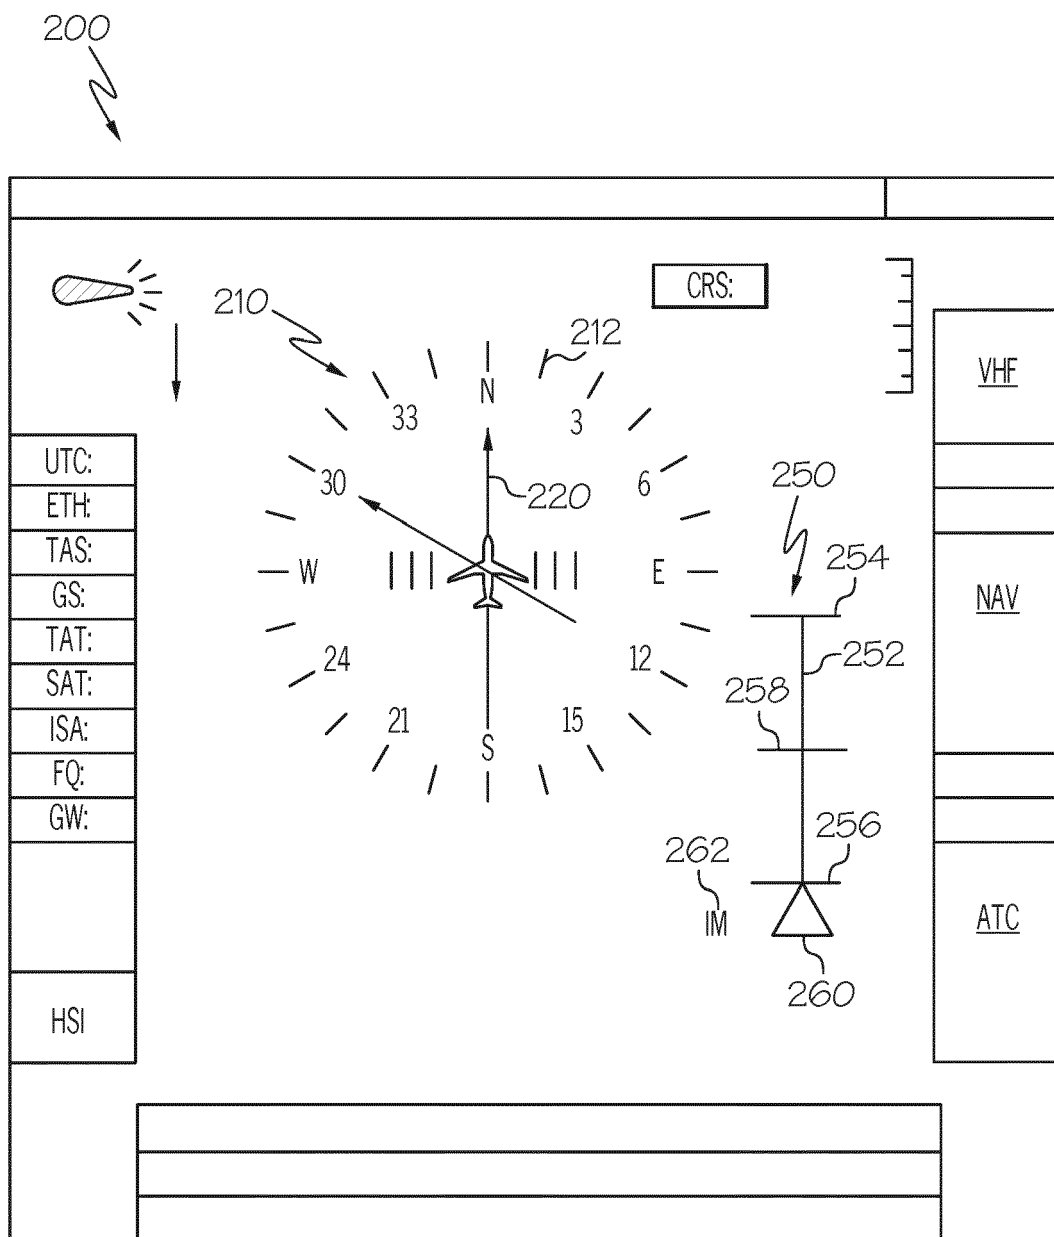 200
CRS:
210
212
VHF
N
33
3
UTC:
30
6
250
ETH:
220
TAS:
254
W
E
GS:
NAV
TAT:
252
24
12
SAT:
258
ISA:
21
15
S
FQ:
GW:
256
262
IM
ATC
260
HSI